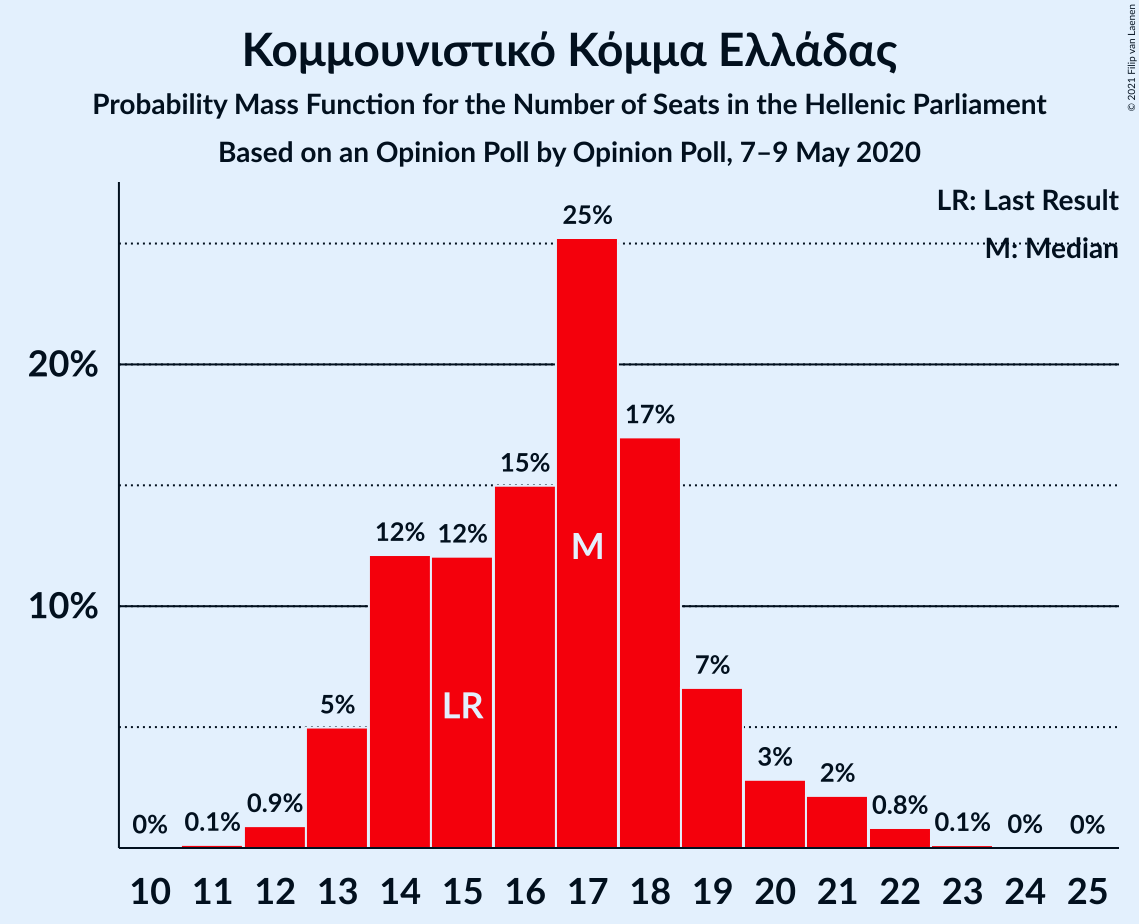 Κομμουνιστικό Κόμμα Ελλάδας
Probability Mass Function for the Number of Seats in the Hellenic Parliament
Based on an Opinion Poll by Opinion Poll, 7–9 May 2020
© 2021 Filip van Laenen
LR: Last Result
M: Median
20%
10%
0%
0.1%
0.9%
5%
12%
12%
15%
25%
17%
7%
3%
2%
0.8%
0.1%
0%
0%
LR
M
10 11 12 13 14 15 16 17 18 19 20 21 22 23 24 25